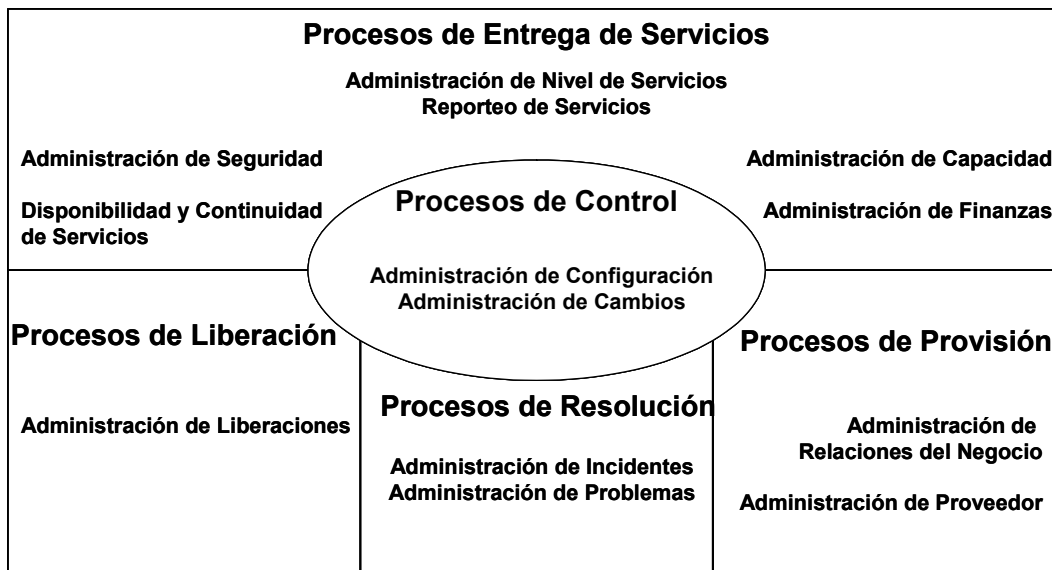 Procesos de Entrega de Servicios
Administración de Nivel de Servicios
Reporteo de Servicios
Administración de Seguridad
Disponibilidad y Continuidad
de Servicios
Administración de Capacidad
Administración de Finanzas
Procesos de Control
Administración de Configuración
Administración de Cambios
Procesos de Liberación
Administración de Liberaciones
Procesos de Resolución
Administración de Incidentes
Administración de Problemas
Procesos de Provisión
Administración de
Relaciones del Negocio
Administración de Proveedor